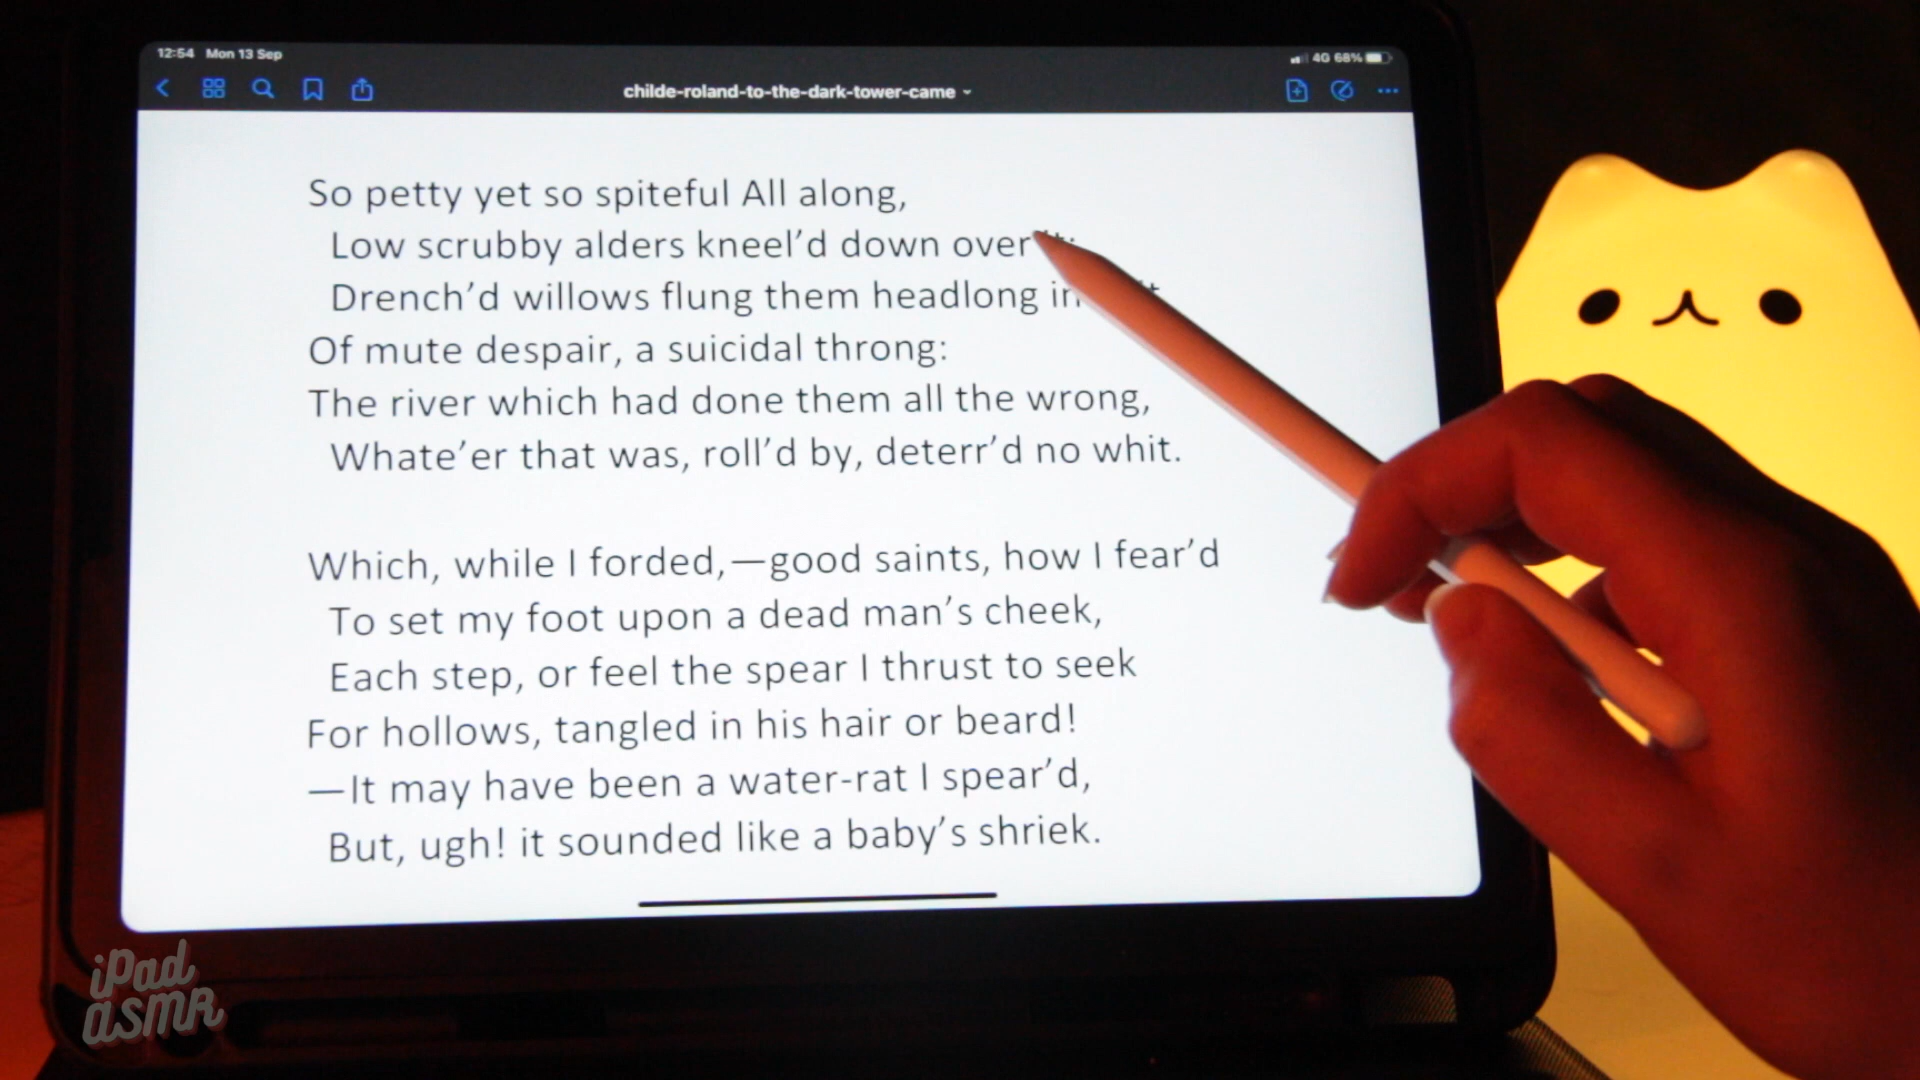 12:54 Mon 13 Sep
4G 68%
childe-roland-to-the-dark-tower-came
So petty yet so spiteful All along,
Low scrubby alders kneel’d down over
Drench’d willows flung them headlong
Of mute despair, a suicidal throng:
The river which had done them all the wrong,
Whate’er that was, roll’d by, deterr’d no whit.
Which, while I forded,—good saints, how I fear’d
To set my foot upon a dead man’s cheek,
Each step, or feel the spear I thrust to seek
For hollows, tangled in his hair or beard!
—It may have been a water-rat I spear’d,
But, ugh! it sounded like a baby’s shriek.
iPad
asmr